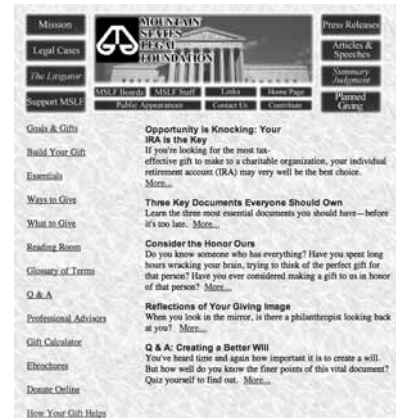 Mission
MOUNTAIN
STATES
LEGAL
FOUNDATION
Press Releases
Legal Cases
Articles &
Speeches
The Litigator
Summary
Judgment
Support MSLF
MSLF Boards
MSLF Staff
Links
Home Page
Planned
Giving
Public Appearances
Contact Us
Contribute
Goals & Gifts
Build Your Gift
Essentials
Ways to Give
What to Give
Reading Room
Glossary of Terms
Q & A
Professional Advisors
Gift Calculator
Ebrochures
Donate Online
How Your Gift Helps
Opportunity is Knocking: Your
IRA is the Key
If you're looking for the most tax-
effective gift to make to a charitable organization, your individual
retirement account (IRA) may very well be the best choice.
More...
Three Key Documents Everyone Should Own
Learn the three most essential documents you should have—before
it's too late. More...
Consider the Honor Ours
Do you know someone who has everything? Have you spent long
hours wracking your brain, trying to think of the perfect gift for
that person? Have you ever considered making a gift to us in honor
of that person? More...
Reflections of Your Giving Image
When you look in the mirror, is there a philanthropist looking back
at you? More...
Q & A: Creating a Better Will
You've heard time and again how important it is to create a will.
But how well do you know the finer points of this vital document?
Quiz yourself to find out. More...